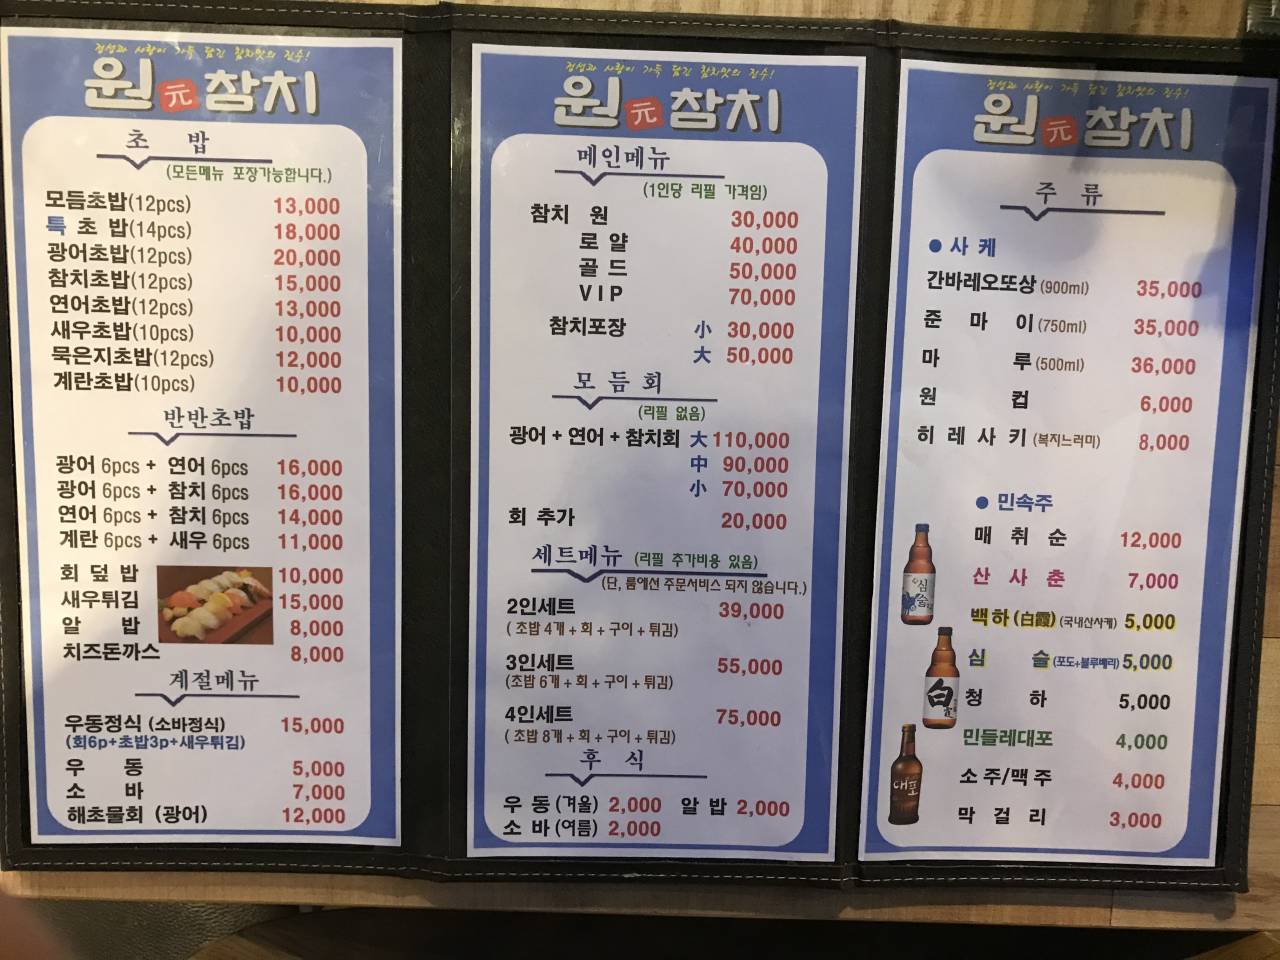 정성과 사랑이 가득 담긴 참치맛의 진수!
원 元 참치
초 밥
(모든메뉴 포장가능합니다.)
모듬초밥(12pcs) 13,000
특 초 밥(14pcs) 18,000
광어초밥(12pcs) 20,000
참치초밥(12pcs) 15,000
연어초밥(12pcs) 13,000
새우초밥(10pcs) 10,000
묵은지초밥(12pcs) 12,000
계란초밥(10pcs) 10,000
반반초밥
광어 6pcs + 연어 6pcs 16,000
광어 6pcs + 참치 6pcs 16,000
연어 6pcs + 참치 6pcs 14,000
계란 6pcs + 새우 6pcs 11,000
회 덮 밥 10,000
새우튀김 15,000
알 밥 8,000
치즈돈까스 8,000
계절메뉴
우동정식 (소바정식) 15,000
(회6p+초밥3p+새우튀김)
우 동 5,000
소 바 7,000
해초물회 (광어) 12,000
정성과 사랑이 가득 담긴 참치맛의 진수!
원 元 참치
메인메뉴
(1인당 리필 가격임)
참치 원 30,000
로 얄 40,000
골 드 50,000
VIP 70,000
참치포장 小 30,000
大 50,000
모 듬 회
(리필 없음)
광어 + 연어 + 참치회 大 110,000
中 90,000
小 70,000
회 추가 20,000
세트메뉴 (리필 추가비용 있음)
(단, 룸에선 주문서비스 되지 않습니다.)
2인세트 39,000
( 초밥 4개 + 회 + 구이 + 튀김)
3인세트 55,000
(초밥 6개 + 회 + 구이 + 튀김)
4인세트 75,000
( 초밥 8개 + 회 + 구이 + 튀김)
후 식
우 동 (겨울) 2,000 알 밥 2,000
소 바 (여름) 2,000
정성과 사랑이 가득 담긴 참치맛의 진수!
원 元 참치
주 류
● 사 케
간바레오또상 (900ml) 35,000
준 마 이 (750ml) 35,000
마 루 (500ml) 36,000
원 컵 6,000
히 레 사 키 (복지느러미) 8,000
● 민속주
매 취 순 12,000
산 사 춘 7,000
백하 (白霞) (국내산사케) 5,000
심 술 (포도+블루베리) 5,000
청 하 5,000
민들레대포 4,000
소 주/맥 주 4,000
막 걸 리 3,000
심술
白霞
대포